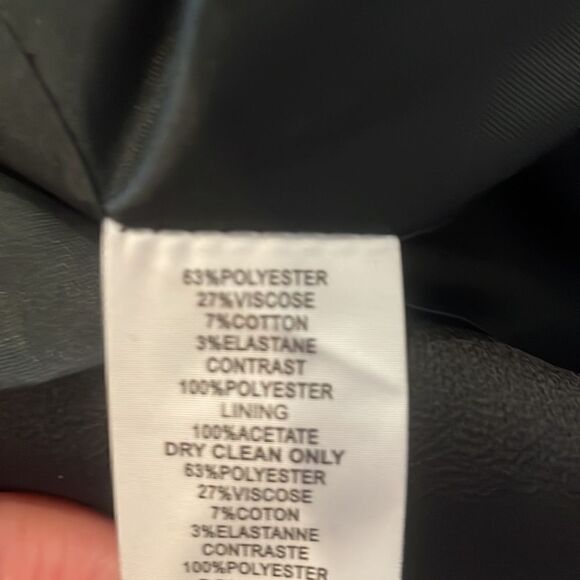 63%POLYESTER
27%VISCOSE
7%COTTON
3%ELASTANE
CONTRAST
100%POLYESTER
LINING
100%ACETATE
DRY CLEAN ONLY
63%POLYESTER
27%VISCOSE
7%COTON
3%ELASTANNE
CONTRASTE
100%POLYESTER